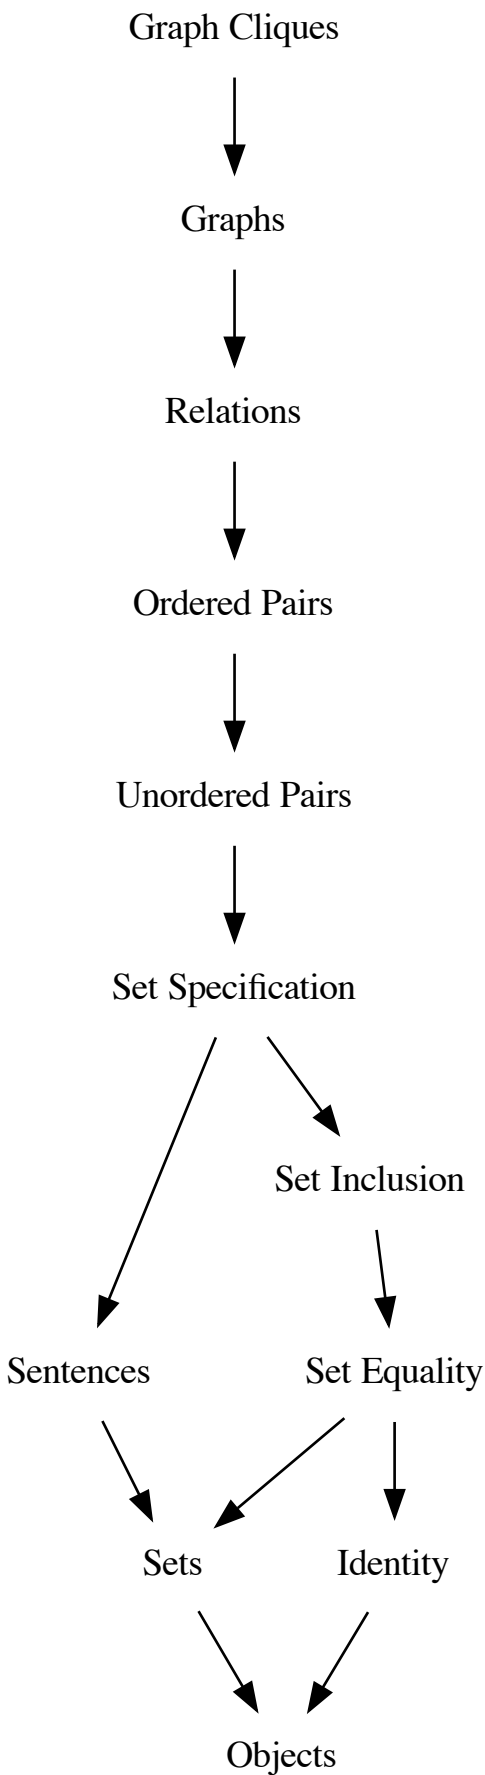 Graph Cliques
Graphs
Relations
Ordered Pairs
Unordered Pairs
Set Specification
Set Inclusion
Sentences
Set Equality
Sets
Identity
Objects